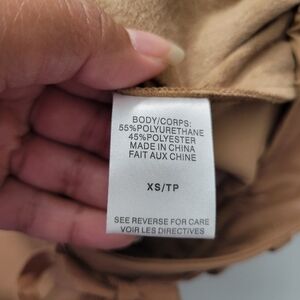 BODY/CORPS:
55%POLYURETHANE
45%POLYESTER
MADE IN CHINA
FAIT AUX CHINE
XS/TP
SEE REVERSE FOR CARE
VOIR LES DIRECTIVES